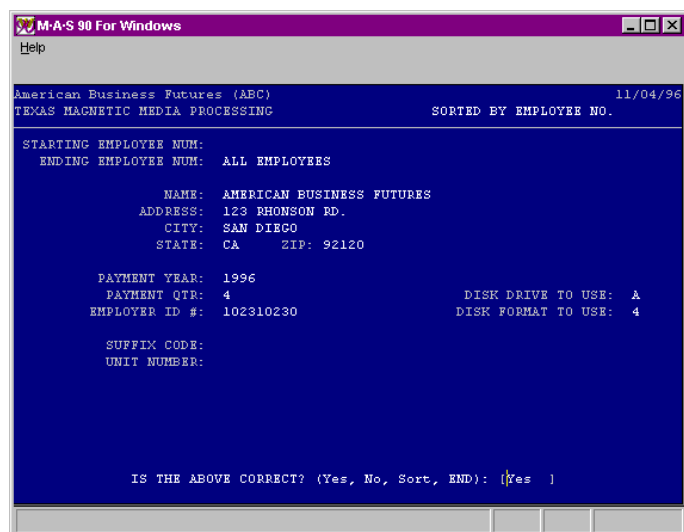 M·A·S 90 For Windows
Help
American Business Futures (ABC) 11/04/96
TEXAS MAGNETIC MEDIA PROCESSING SORTED BY EMPLOYEE NO.
STARTING EMPLOYEE NUM:
ENDING EMPLOYEE NUM: ALL EMPLOYEES
NAME: AMERICAN BUSINESS FUTURES
ADDRESS: 123 RHONSON RD.
CITY: SAN DIEGO
STATE: CA ZIP: 92120
PAYMENT YEAR: 1996
PAYMENT QTR: 4 DISK DRIVE TO USE: A
EMPLOYER ID #: 102310230 DISK FORMAT TO USE: 4
SUFFIX CODE:
UNIT NUMBER:
IS THE ABOVE CORRECT? (Yes, No, Sort, END): [Yes ]